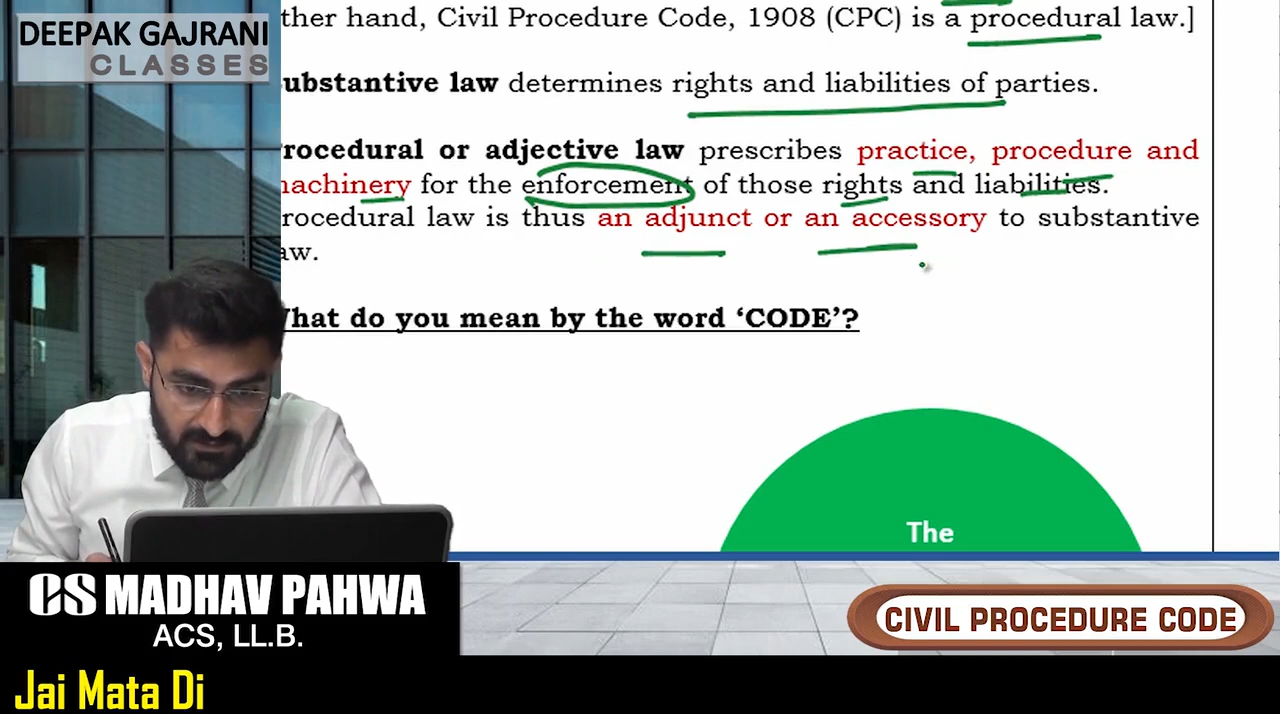 DEEPAK GAJRANI
CLASSES
ther hand, Civil Procedure Code, 1908 (CPC) is a procedural law.]
ubstantive law determines rights and liabilities of parties.
rocedural or adjective law prescribes practice, procedure and
achinery for the enforcement of those rights and liabilities.
rocedural law is thus an adjunct or an accessory to substantive
aw.
hat do you mean by the word ‘CODE’?
The
CS MADHAV PAHWA
ACS, LL.B.
CIVIL PROCEDURE CODE
Jai Mata Di